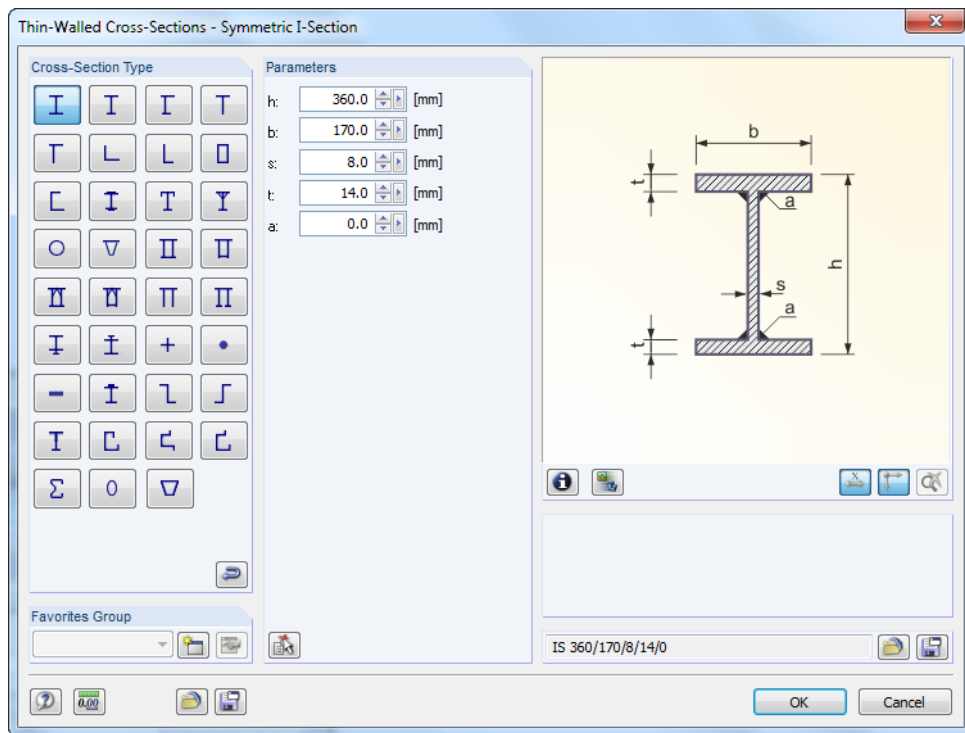 Thin-Walled Cross-Sections - Symmetric I-Section
Cross-Section Type
Parameters
h: 360.0 [mm]
b: 170.0 [mm]
s: 8.0 [mm]
t: 14.0 [mm]
a: 0.0 [mm]
b
t
a
h
s
a
t
Favorites Group
IS 360/170/8/14/0
0.00
OK
Cancel